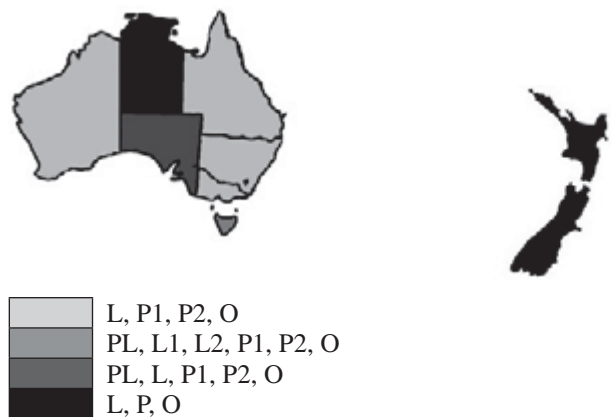 L, P1, P2, O
PL, L1, L2, P1, P2, O
PL, L, P1, P2, O
L, P, O